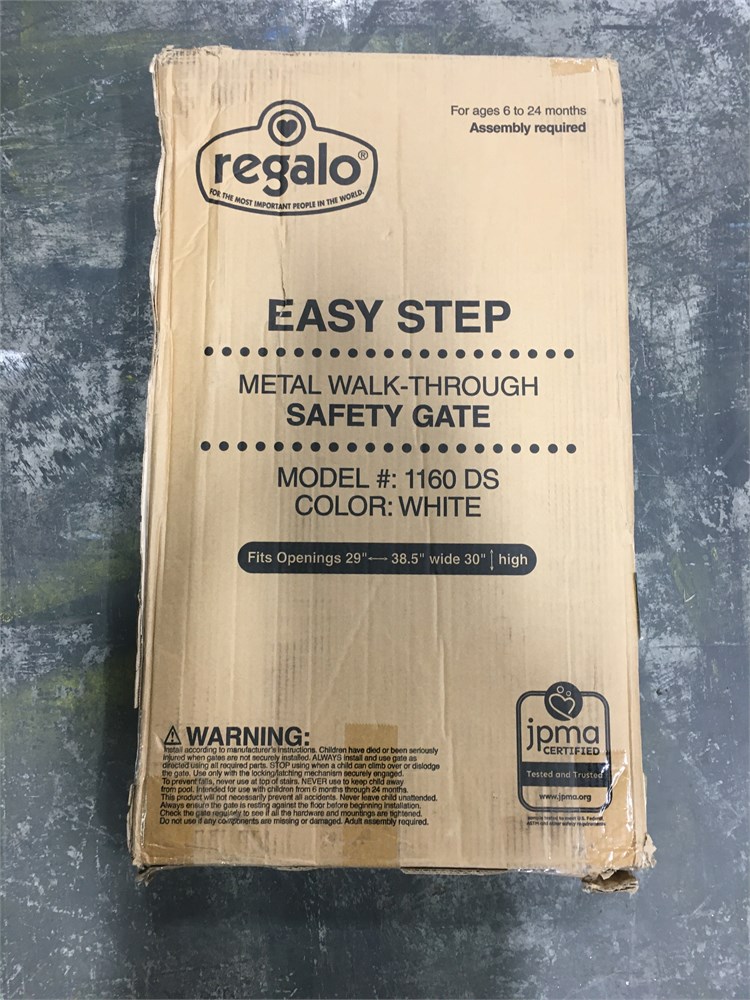 regalo®
FOR THE MOST IMPORTANT PEOPLE IN THE WORLD.
For ages 6 to 24 months
Assembly required
EASY STEP
METAL WALK-THROUGH
SAFETY GATE
MODEL #: 1160 DS
COLOR: WHITE
Fits Openings 29"⟷ 38.5" wide 30" ↕ high
⚠ WARNING:
Install according to manufacturer's instructions. Children have died or been seriously
injured when gates are not securely installed. ALWAYS install and use gate as
directed using all required parts. STOP using when a child can climb over or dislodge
the gate. Use only with the locking/latching mechanism securely engaged.
To prevent falls, never use at top of stairs. NEVER use to keep child away
from pool. Intended for use with children from 6 months through 24 months.
This product will not necessarily prevent all accidents. Never leave child unattended.
Always ensure the gate is resting against the floor before beginning installation.
Check the gate regularly to see if all the hardware and mountings are tightened.
Do not use if any components are missing or damaged. Adult assembly required.
jpma
CERTIFIED
Tested and Trusted
www.jpma.org